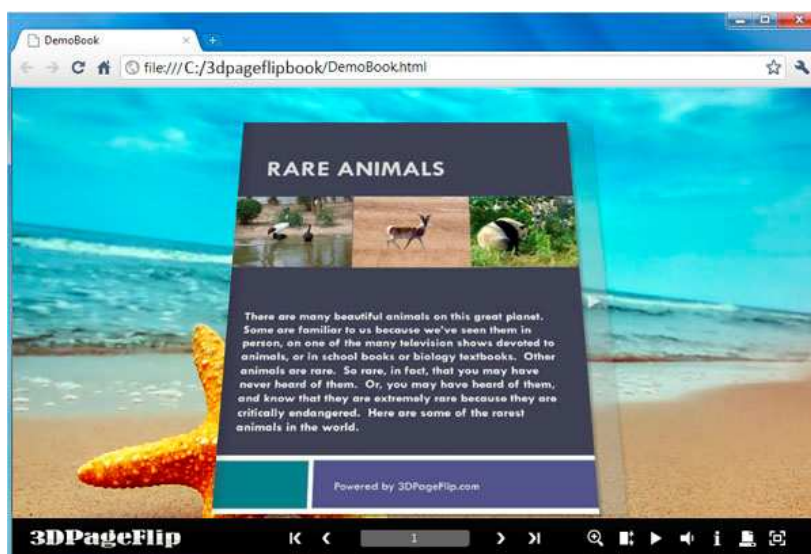 DemoBook
file:///C:/3dpageflipbook/DemoBook.html
RARE ANIMALS
There are many beautiful animals on this great planet.
Some are familiar to us because we've seen them in
person, on one of the many television shows devoted to
animals, or in school books or biology textbooks.  Other
animals are rare.  So rare, in fact, that you may have
never heard of them.  Or, you may have heard of them,
and know that they are extremely rare because they are
critically endangered.  Here are some of the rarest
animals in the world.
Powered by 3DPageFlip.com
3DPageFlip
1